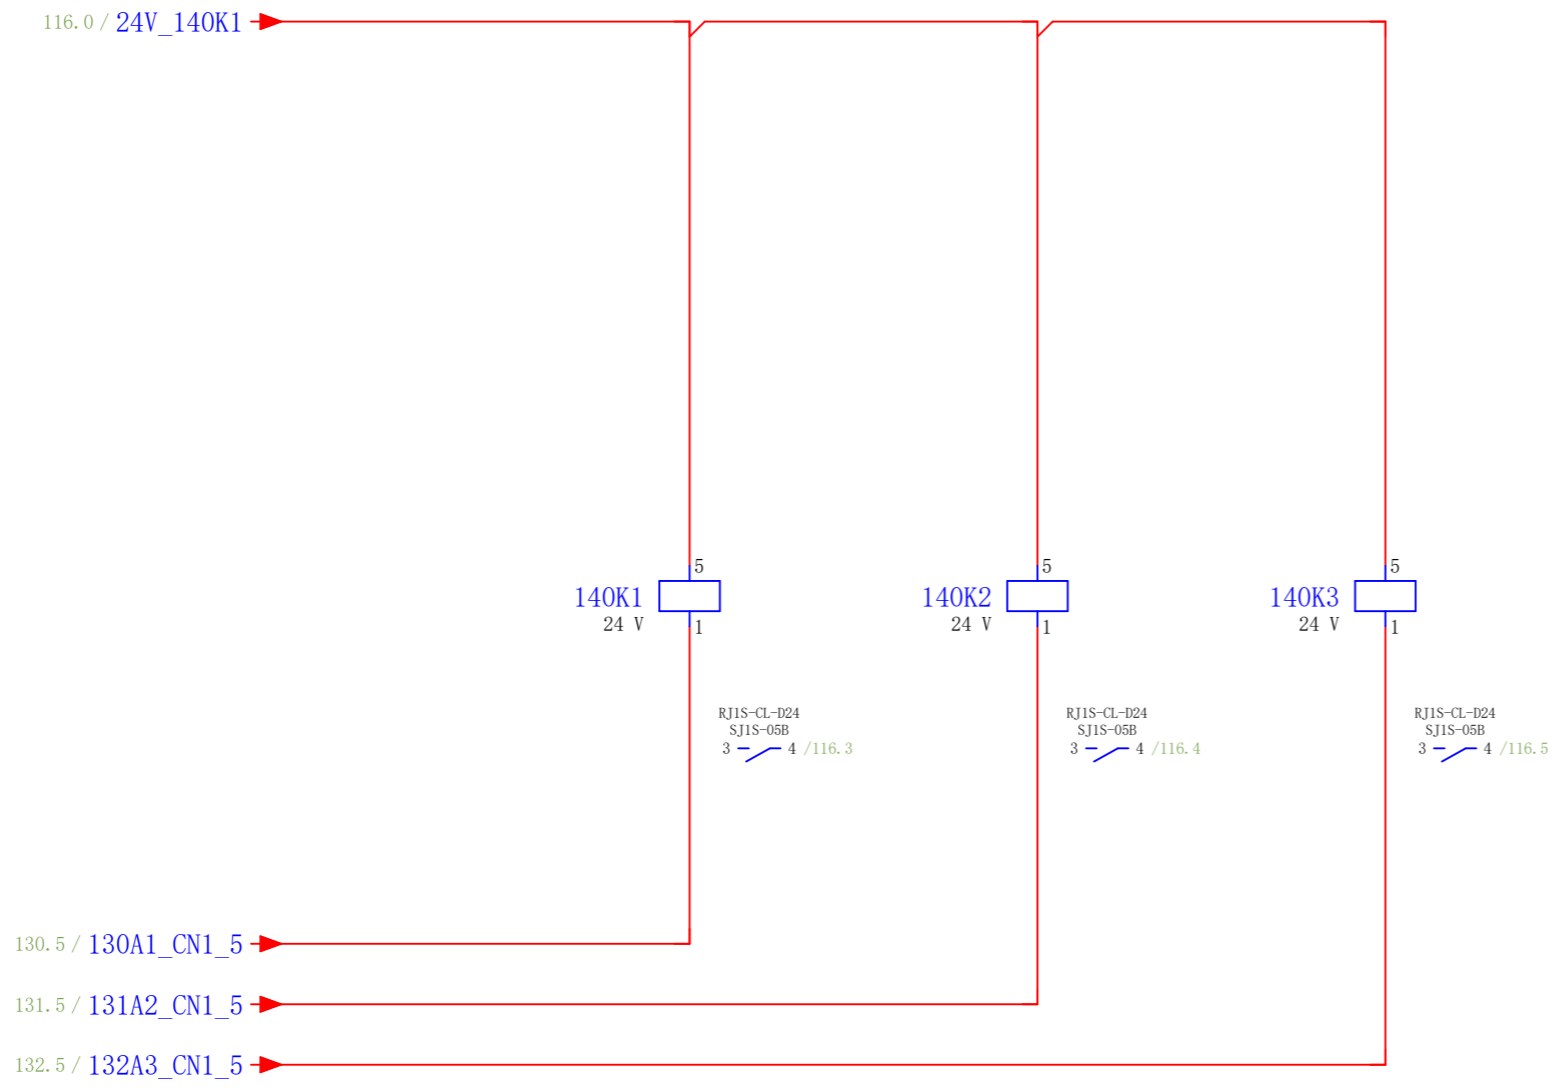 116.0 / 24V_140K1
5 5 5
140K1 140K2 140K3
24 V 24 V 24 V
1 1 1
RJ1S-CL-D24 RJ1S-CL-D24 RJ1S-CL-D24
SJ1S-05B SJ1S-05B SJ1S-05B
3 4 /116.3 3 4 /116.4 3 4 /116.5
130.5 / 130A1_CN1_5
131.5 / 131A2_CN1_5
132.5 / 132A3_CN1_5